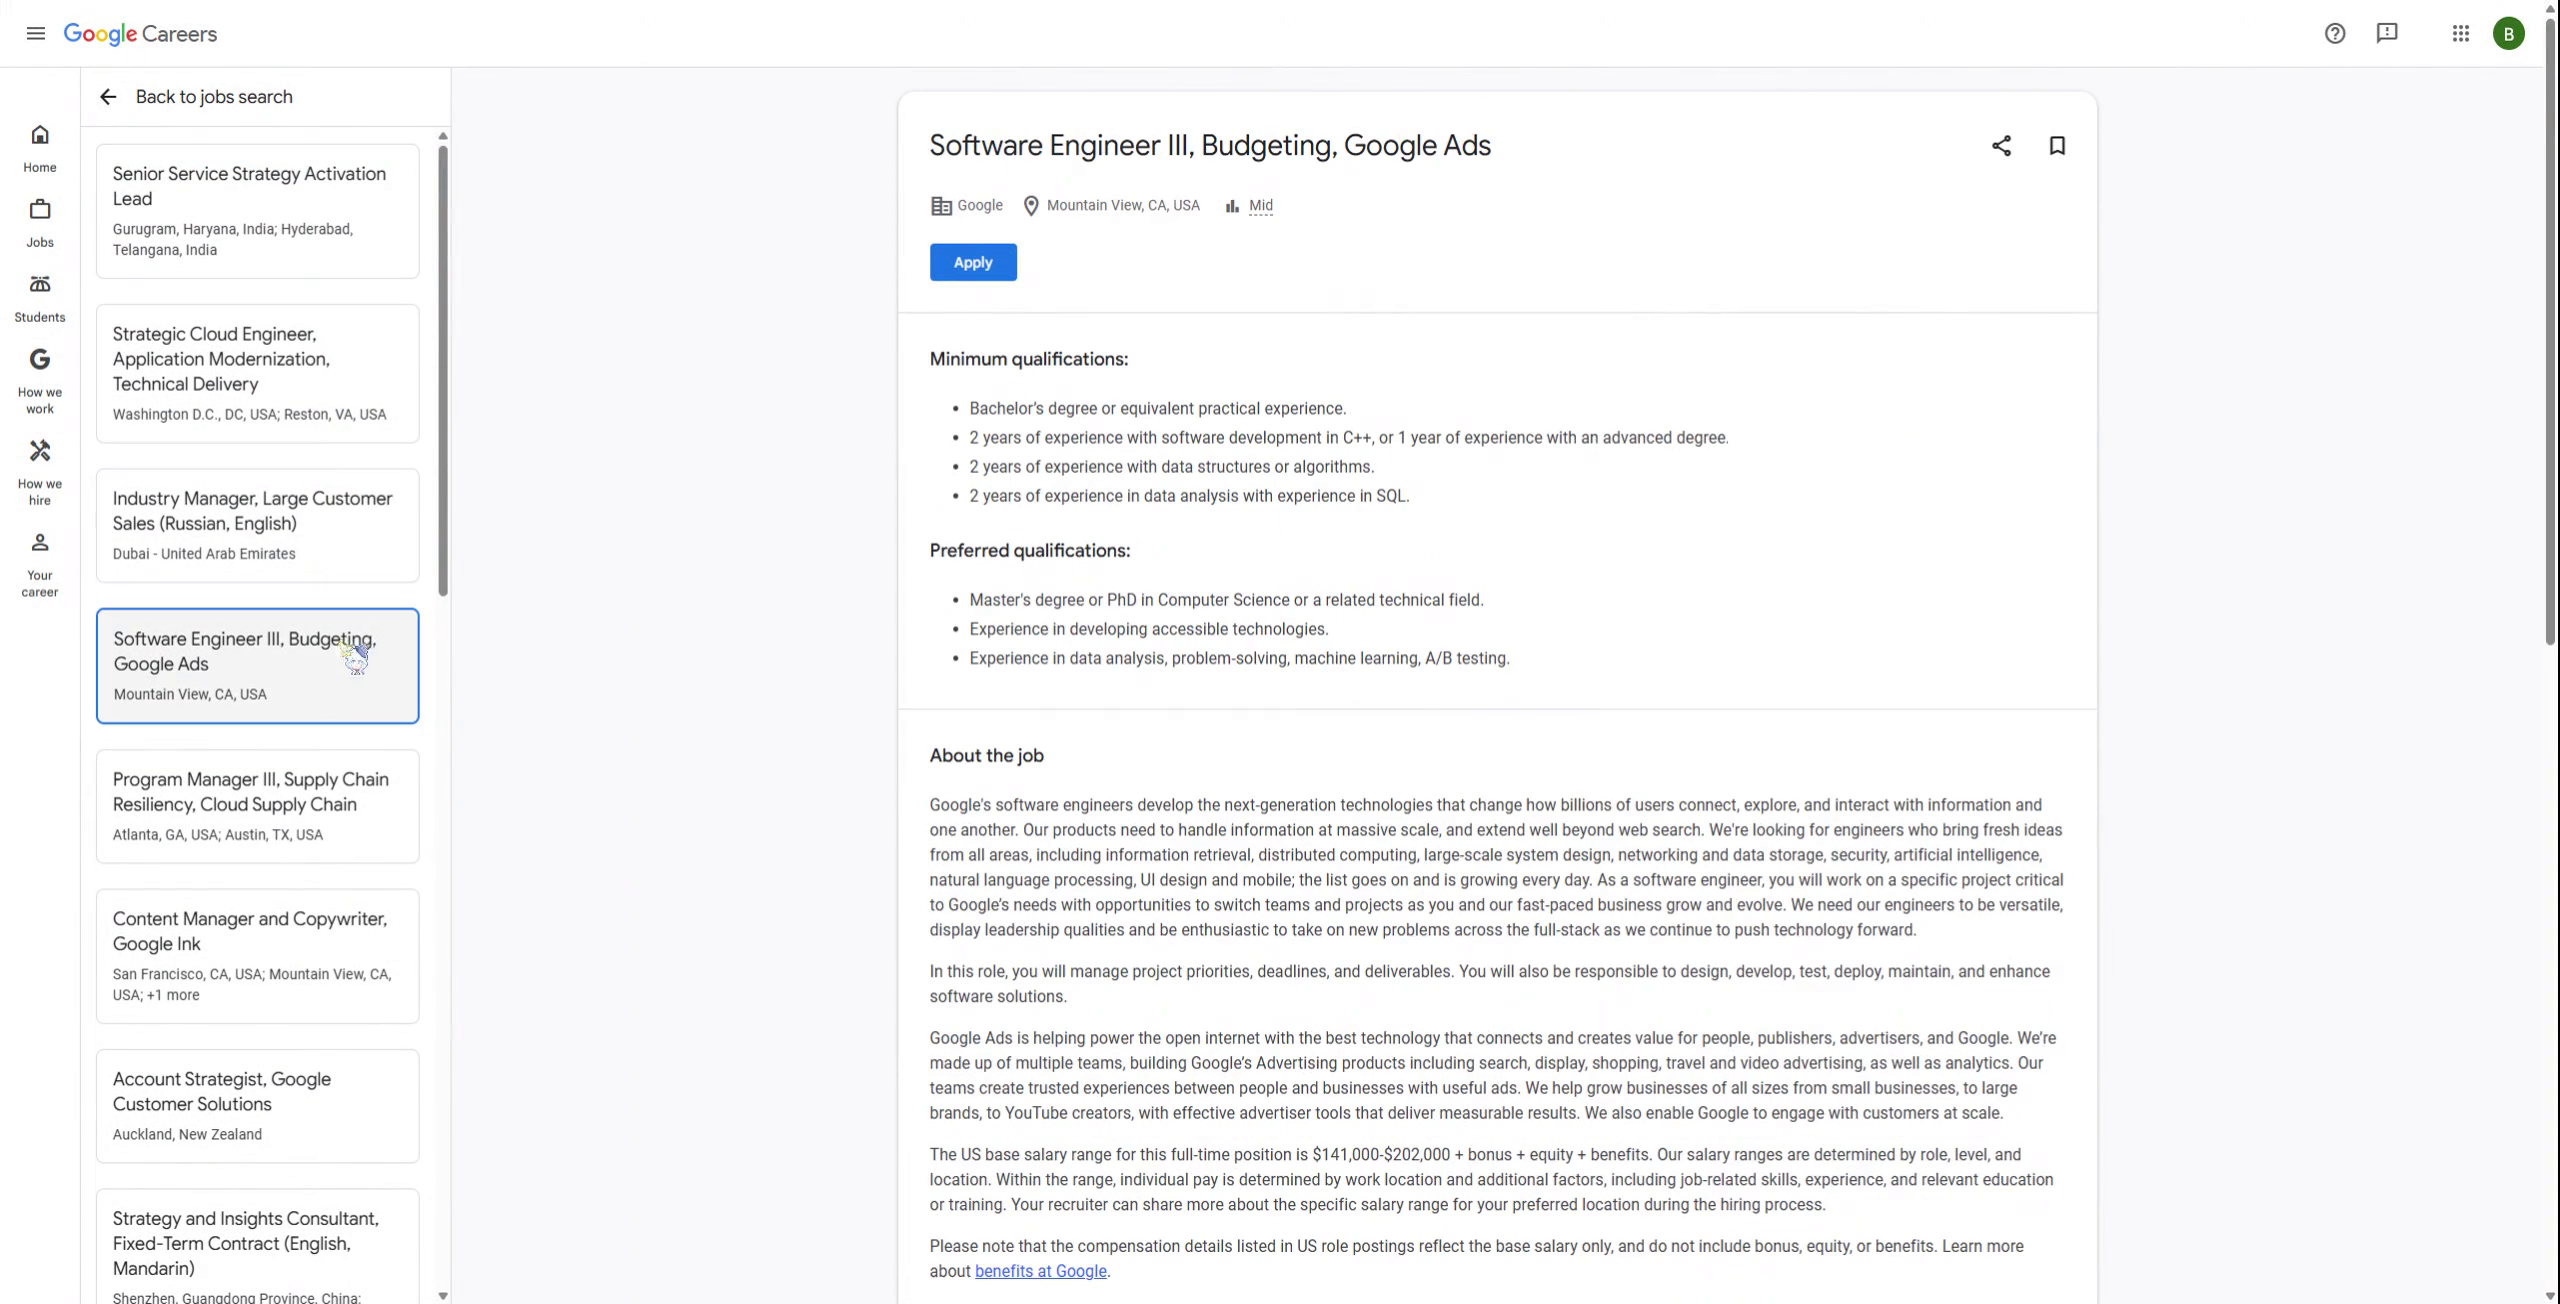 Google Careers
B
Home
Jobs
Students
How we
work
How we
hire
Your
career
Back to jobs search
Senior Service Strategy Activation
Lead
Gurugram, Haryana, India; Hyderabad,
Telangana, India
Strategic Cloud Engineer,
Application Modernization,
Technical Delivery
Washington D.C., DC, USA; Reston, VA, USA
Industry Manager, Large Customer
Sales (Russian, English)
Dubai - United Arab Emirates
Software Engineer III, Budgeting,
Google Ads
Mountain View, CA, USA
Program Manager III, Supply Chain
Resiliency, Cloud Supply Chain
Atlanta, GA, USA; Austin, TX, USA
Content Manager and Copywriter,
Google Ink
San Francisco, CA, USA; Mountain View, CA,
USA; +1 more
Account Strategist, Google
Customer Solutions
Auckland, New Zealand
Strategy and Insights Consultant,
Fixed-Term Contract (English,
Mandarin)
Shenzhen, Guangdong Province, China;
Software Engineer III, Budgeting, Google Ads
Google Mountain View, CA, USA Mid
Apply
Minimum qualifications:
• Bachelor's degree or equivalent practical experience.
• 2 years of experience with software development in C++, or 1 year of experience with an advanced degree.
• 2 years of experience with data structures or algorithms.
• 2 years of experience in data analysis with experience in SQL.
Preferred qualifications:
• Master's degree or PhD in Computer Science or a related technical field.
• Experience in developing accessible technologies.
• Experience in data analysis, problem-solving, machine learning, A/B testing.
About the job
Google's software engineers develop the next-generation technologies that change how billions of users connect, explore, and interact with information and
one another. Our products need to handle information at massive scale, and extend well beyond web search. We're looking for engineers who bring fresh ideas
from all areas, including information retrieval, distributed computing, large-scale system design, networking and data storage, security, artificial intelligence,
natural language processing, UI design and mobile; the list goes on and is growing every day. As a software engineer, you will work on a specific project critical
to Google’s needs with opportunities to switch teams and projects as you and our fast-paced business grow and evolve. We need our engineers to be versatile,
display leadership qualities and be enthusiastic to take on new problems across the full-stack as we continue to push technology forward.
In this role, you will manage project priorities, deadlines, and deliverables. You will also be responsible to design, develop, test, deploy, maintain, and enhance
software solutions.
Google Ads is helping power the open internet with the best technology that connects and creates value for people, publishers, advertisers, and Google. We’re
made up of multiple teams, building Google’s Advertising products including search, display, shopping, travel and video advertising, as well as analytics. Our
teams create trusted experiences between people and businesses with useful ads. We help grow businesses of all sizes from small businesses, to large
brands, to YouTube creators, with effective advertiser tools that deliver measurable results. We also enable Google to engage with customers at scale.
The US base salary range for this full-time position is $141,000-$202,000 + bonus + equity + benefits. Our salary ranges are determined by role, level, and
location. Within the range, individual pay is determined by work location and additional factors, including job-related skills, experience, and relevant education
or training. Your recruiter can share more about the specific salary range for your preferred location during the hiring process.
Please note that the compensation details listed in US role postings reflect the base salary only, and do not include bonus, equity, or benefits. Learn more
about benefits at Google.